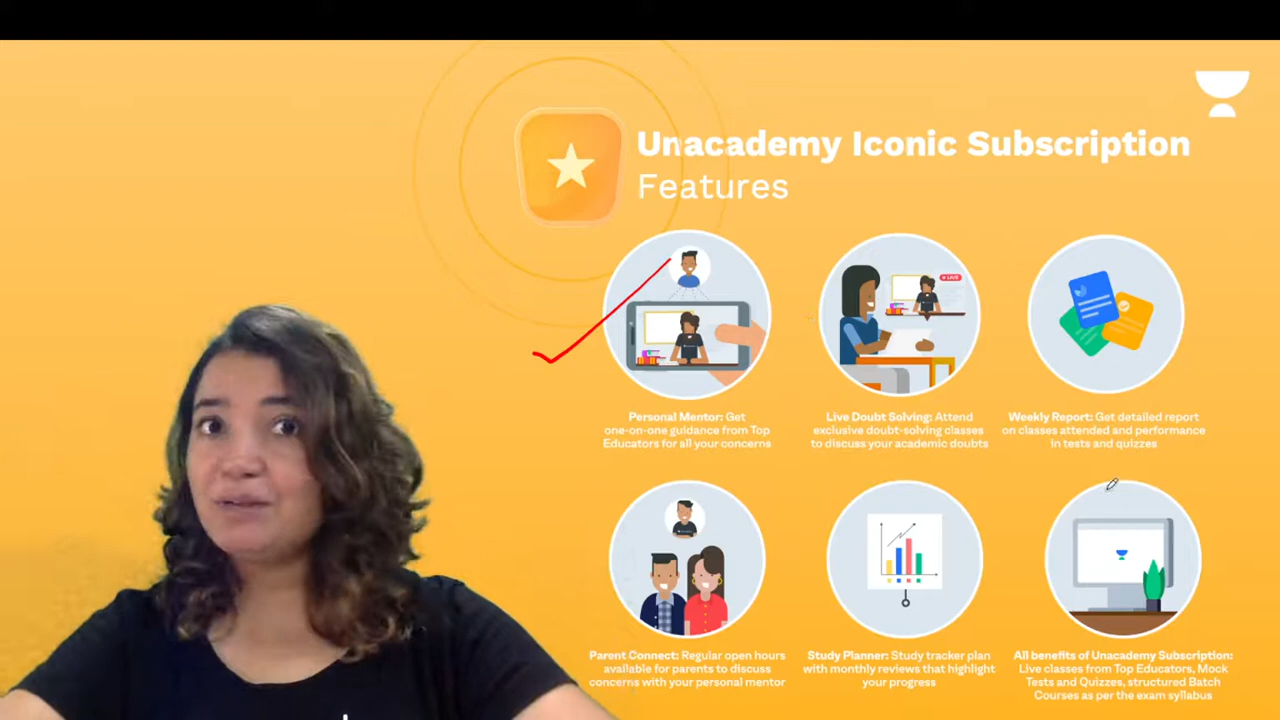 Unacademy Iconic Subscription
Features
LIVE
Personal Mentor: Get
one-on-one guidance from Top
Educators for all your concerns
Live Doubt Solving: Attend
exclusive doubt-solving classes
to discuss your academic doubts
Weekly Report: Get detailed report
on classes attended and performance
in tests and quizzes
Parent Connect: Regular open hours
available for parents to discuss
concerns with your personal mentor
Study Planner: Study tracker plan
with monthly reviews that highlight
your progress
All benefits of Unacademy Subscription:
Live classes from Top Educators, Mock
Tests and Quizzes, structured Batch
Courses as per the exam syllabus